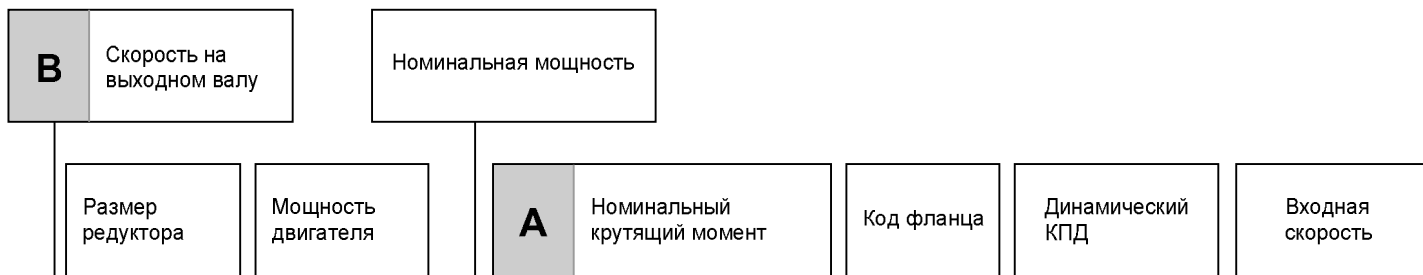 B
Скорость на
выходном валу
Номинальная мощность
Размер
редуктора
Мощность
двигателя
A
Номинальный
крутящий момент
Код фланца
Динамический
КПД
Входная
скорость